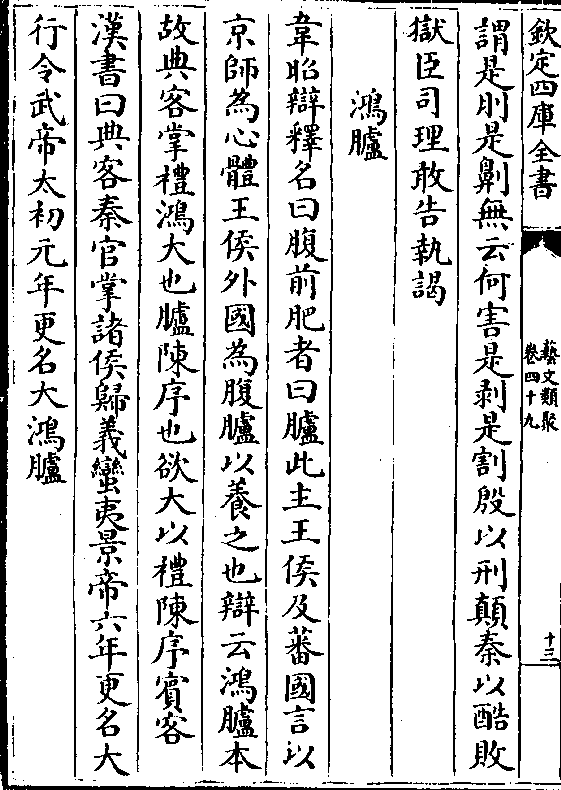 欽定四庫全書
藝文類聚
卷四十九
十三
謂是刖是劓無云何害是剥是割殷以刑顛秦以酷敗
獄臣司理敢告執謁
鴻臚
韋昭辯釋名曰腹前肥者曰臚此主王侯及蕃國言以
京師為心體王侯外國為腹臚以養之也辯云鴻臚本
故典客掌禮鴻大也臚陳序也欲大以禮陳序賓客
漢書曰典客秦官掌諸侯歸義蠻夷景帝六年更名大
行令武帝太初元年更名大鴻臚